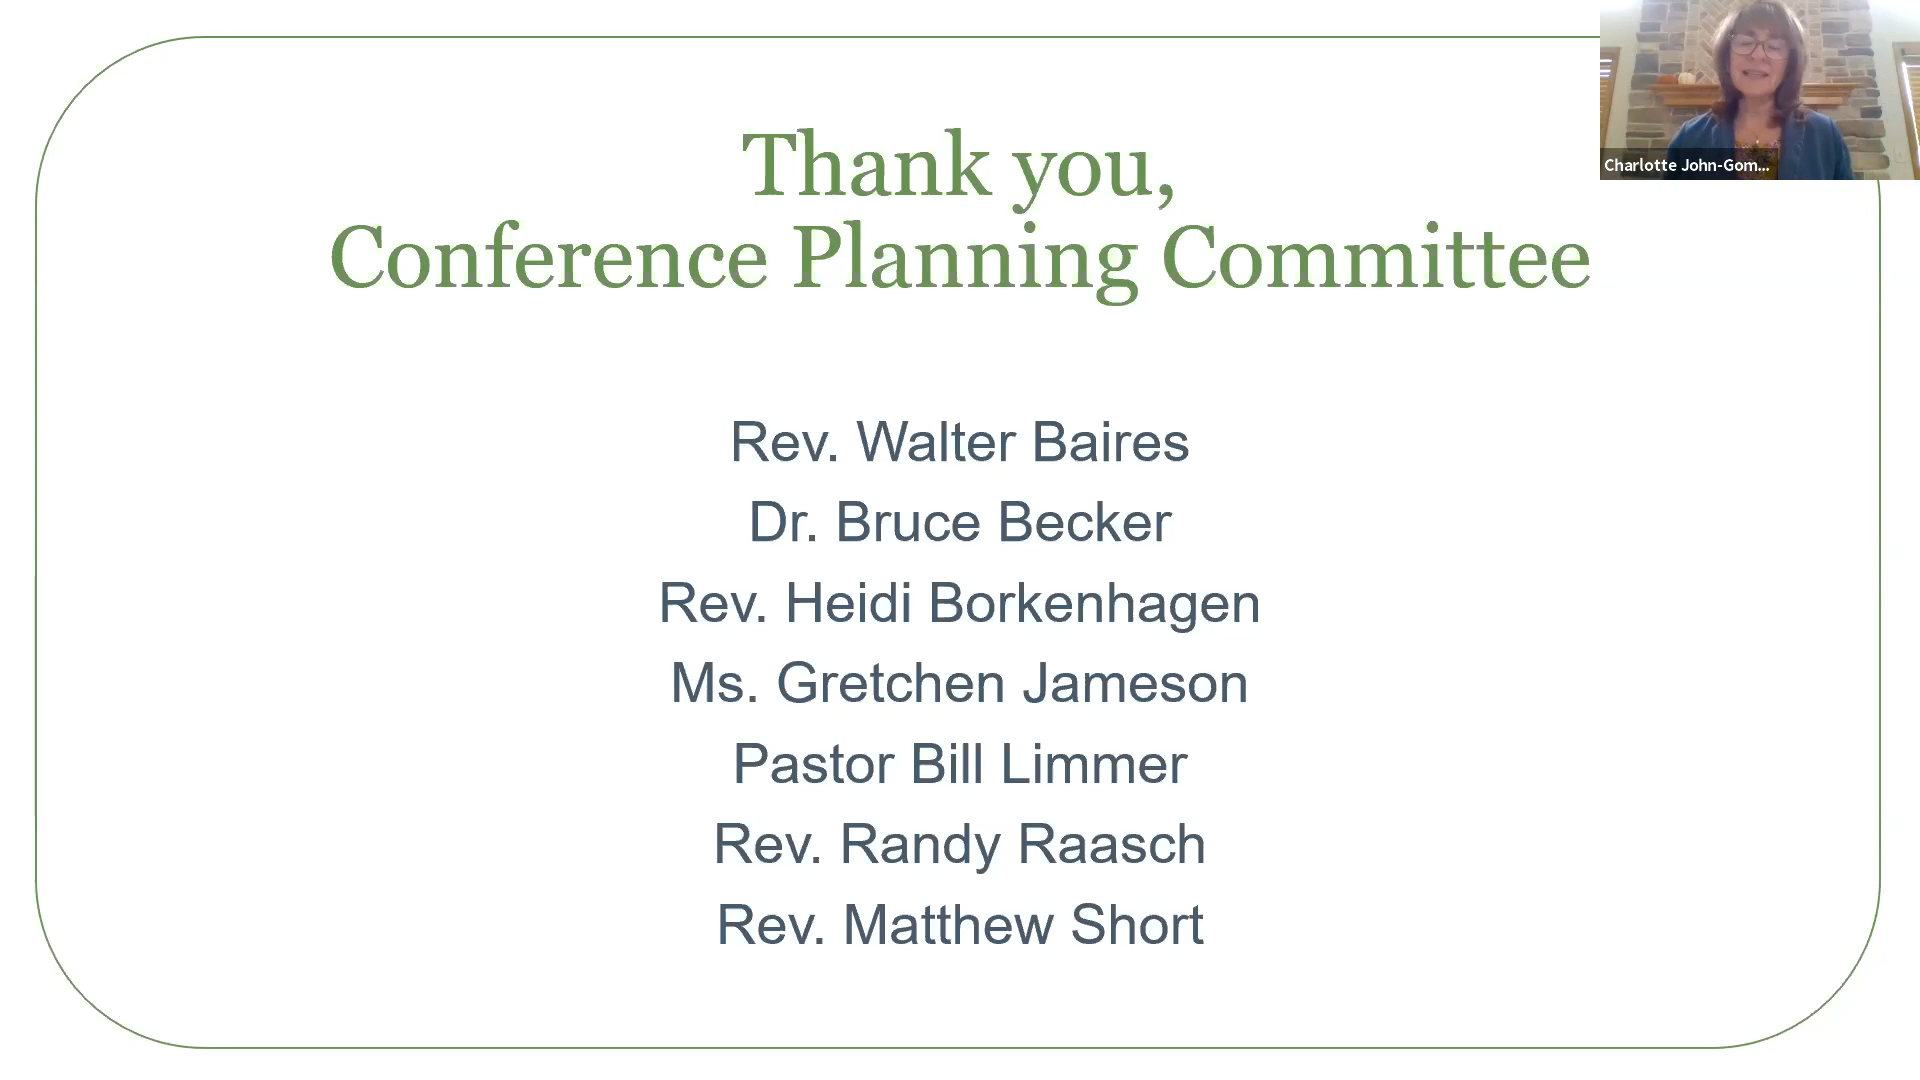 Thank you,
Conference Planning Committee
Rev. Walter Baires
Dr. Bruce Becker
Rev. Heidi Borkenhagen
Ms. Gretchen Jameson
Pastor Bill Limmer
Rev. Randy Raasch
Rev. Matthew Short
Charlotte John-Gom...